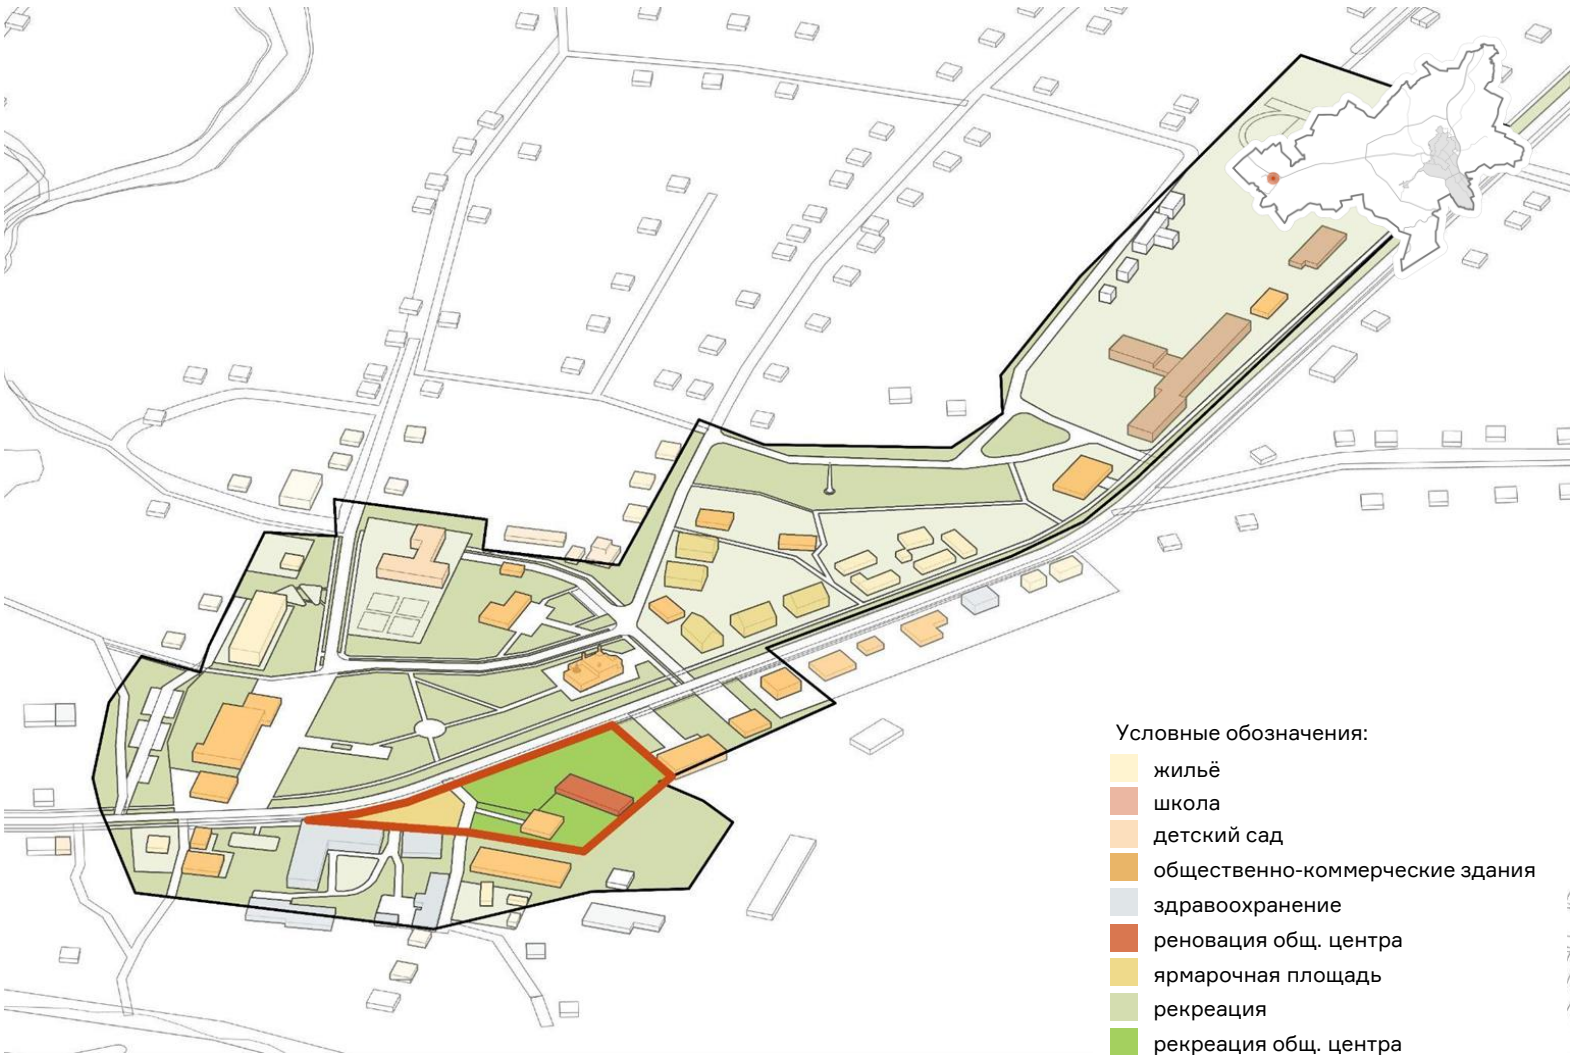 Условные обозначения:
жильё
школа
детский сад
общественно-коммерческие здания
здравоохранение
реновация общ. центра
ярмарочная площадь
рекреация
рекреация общ. центра